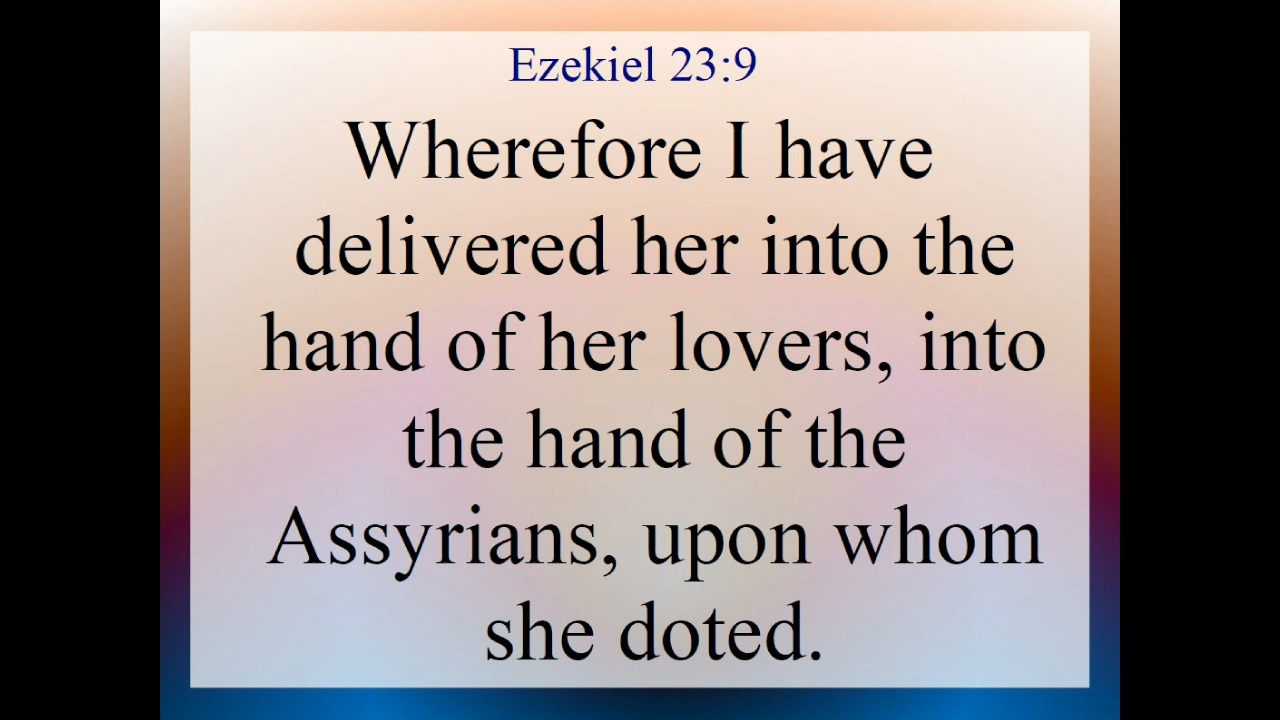 Ezekiel 23:9
Wherefore I have
delivered her into the
hand of her lovers, into
the hand of the
Assyrians, upon whom
she doted.